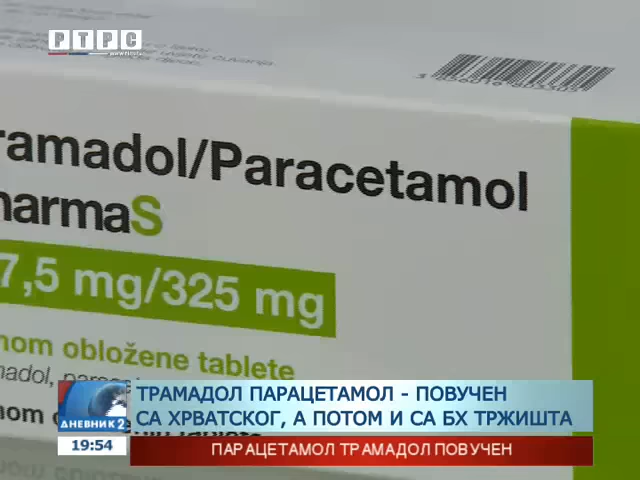 РТРС
ramadol/Paracetamol
harmaS
7,5 mg/325 mg
nom obložene tablete
ТРАМАДОЛ ПАРАЦЕТАМОЛ - ПОВУЧЕН
СА ХРВАТСКОГ, А ПОТОМ И СА БХ ТРЖИШТА
ДНЕВНИК 2
19:54
ПАРАЦЕТАМОЛ ТРАМАДОЛ ПОВУЧЕН